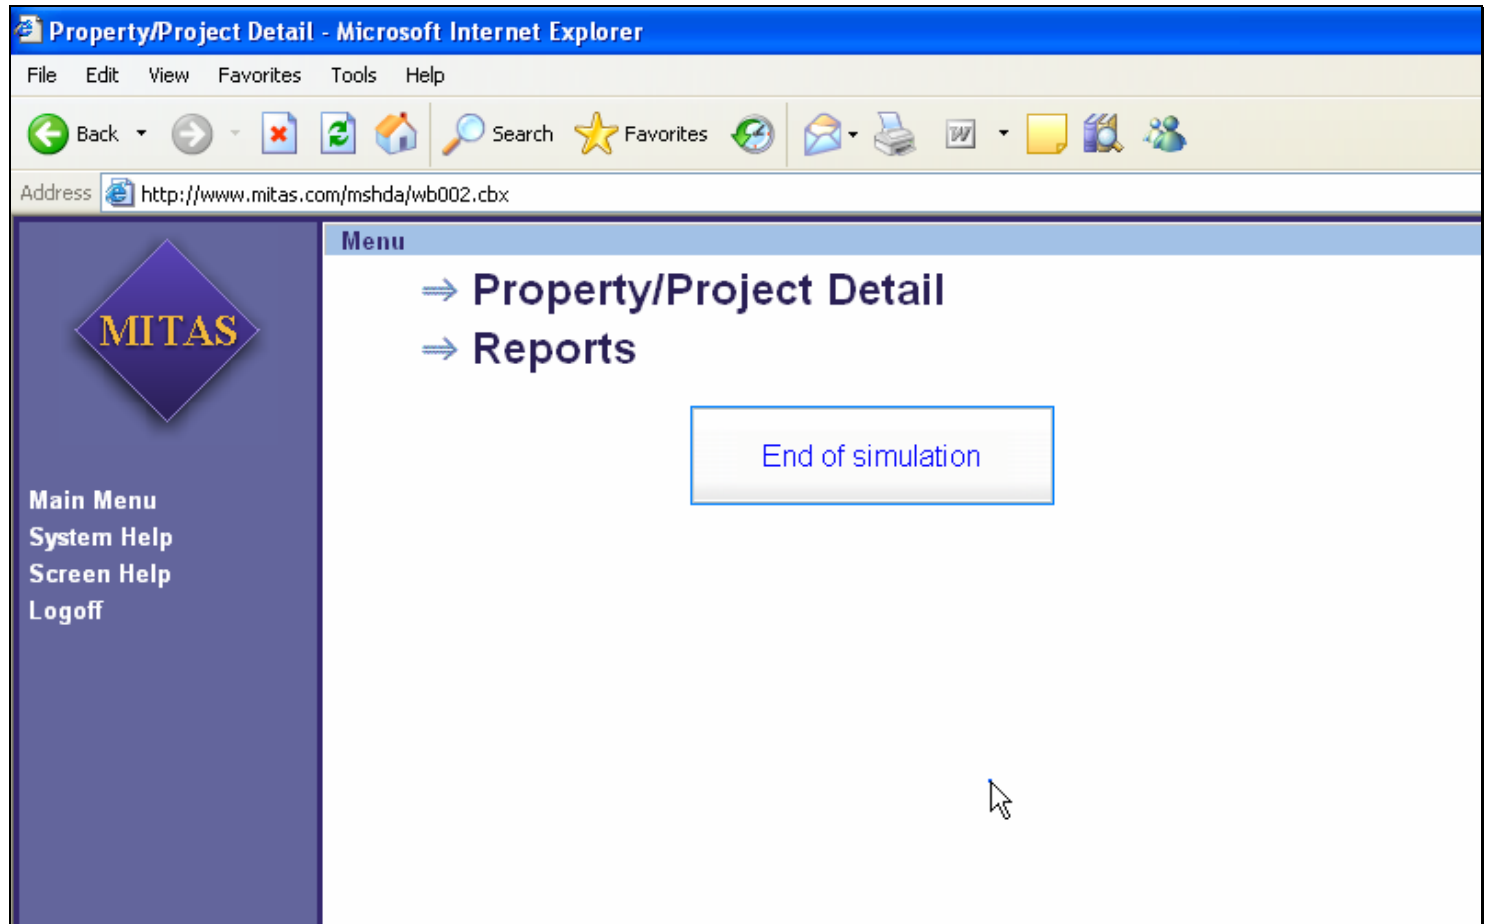 Property/Project Detail - Microsoft Internet Explorer
File Edit View Favorites Tools Help
Back Search Favorites W
Address http://www.mitas.com/mshda/wb002.cbx
Menu
Property/Project Detail
Reports
MITAS
End of simulation
Main Menu
System Help
Screen Help
Logoff